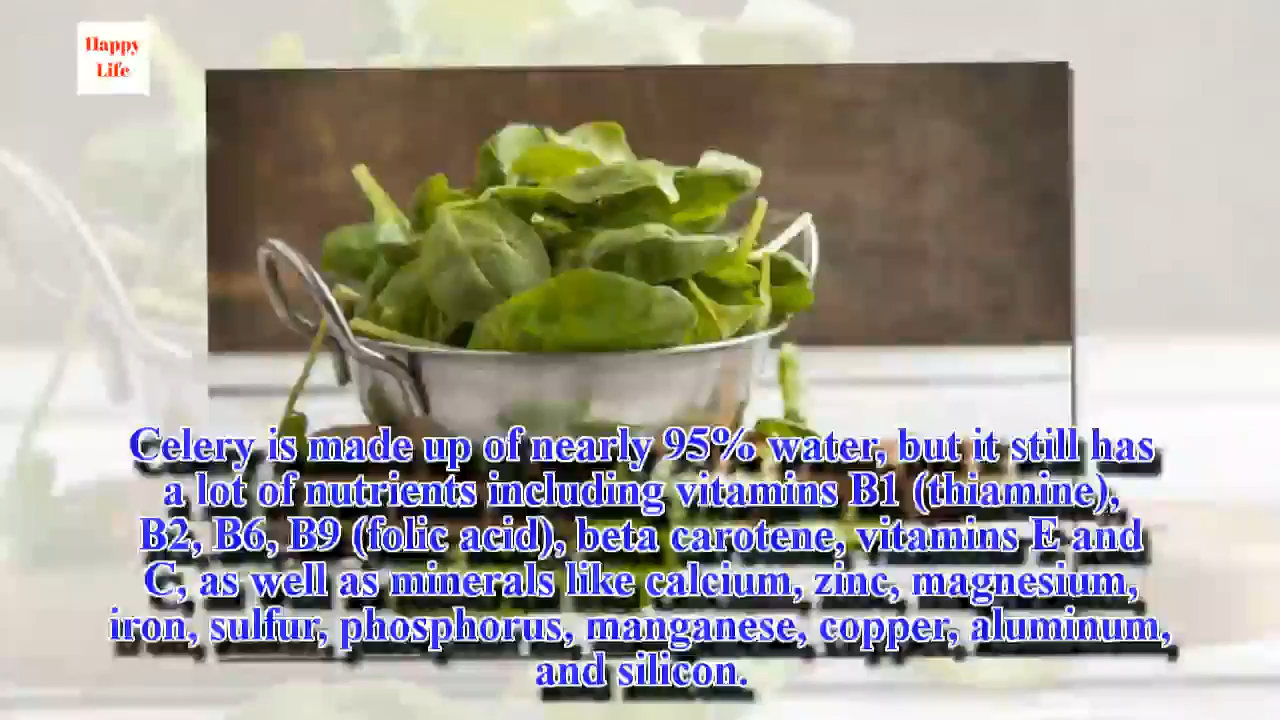 Happy
Life
Celery is made up of nearly 95% water, but it still has
a lot of nutrients including vitamins B1 (thiamine),
B2, B6, B9 (folic acid), beta carotene, vitamins E and
C, as well as minerals like calcium, zinc, magnesium,
iron, sulfur, phosphorus, manganese, copper, aluminum,
and silicon.